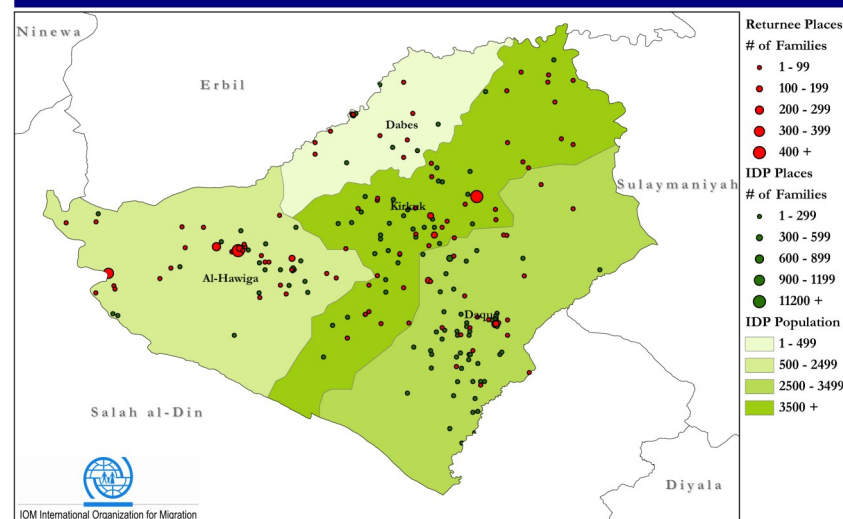 Ninewa
Erbil
Dabes
Sulaymaniyah
Kirkuk
Al-Hawiga
Daquq
Salah al-Din
Diyala
IOM International Organization for Migration
Returnee Places
# of Families
1 - 99
100 - 199
200 - 299
300 - 399
400 +
IDP Places
# of Families
1 - 299
300 - 599
600 - 899
900 - 1199
11200 +
IDP Population
1 - 499
500 - 2499
2500 - 3499
3500 +